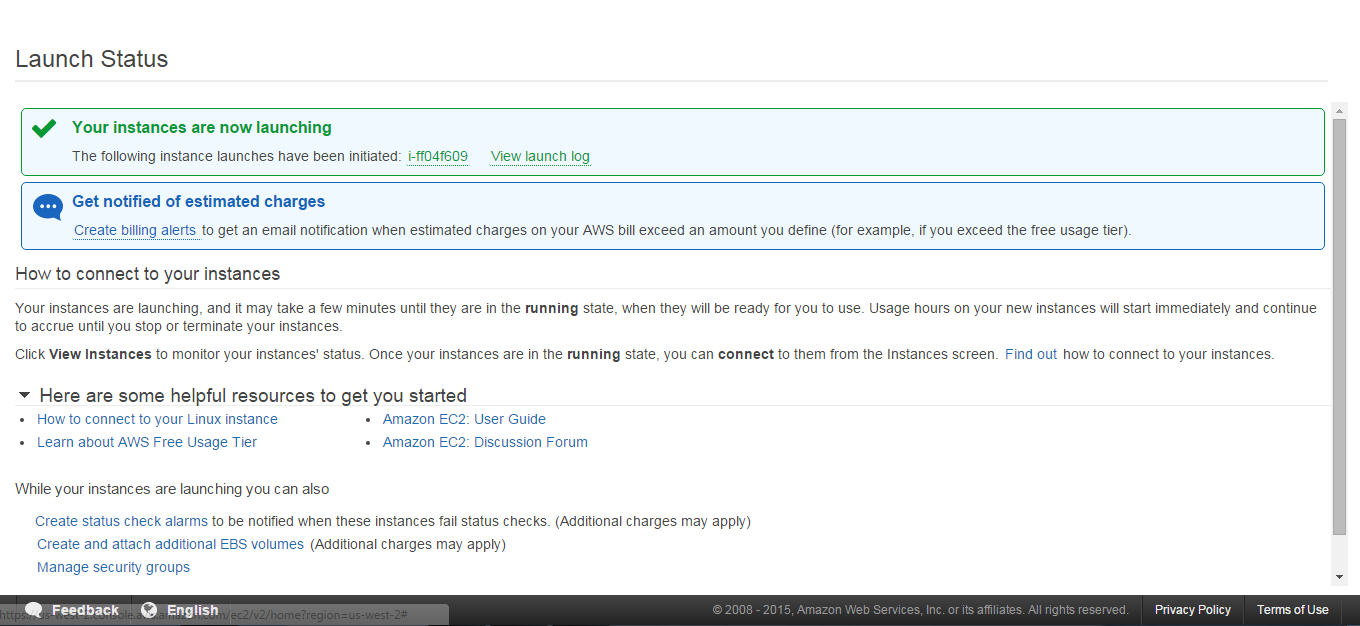 Launch Status
Your instances are now launching
The following instance launches have been initiated: i-ff04f609 View launch log
Get notified of estimated charges
Create billing alerts to get an email notification when estimated charges on your AWS bill exceed an amount you define (for example, if you exceed the free usage tier).
How to connect to your instances
Your instances are launching, and it may take a few minutes until they are in the running state, when they will be ready for you to use. Usage hours on your new instances will start immediately and continue
to accrue until you stop or terminate your instances.
Click View Instances to monitor your instances' status. Once your instances are in the running state, you can connect to them from the Instances screen. Find out how to connect to your instances.
Here are some helpful resources to get you started
How to connect to your Linux instance
Amazon EC2: User Guide
Learn about AWS Free Usage Tier
Amazon EC2: Discussion Forum
While your instances are launching you can also
Create status check alarms to be notified when these instances fail status checks. (Additional charges may apply)
Create and attach additional EBS volumes (Additional charges may apply)
Manage security groups
Feedback English © 2008 - 2015, Amazon Web Services, Inc. or its affiliates. All rights reserved. Privacy Policy Terms of Use
https://us-west-2.console.aws.amazon.com/ec2/v2/home?region=us-west-2#